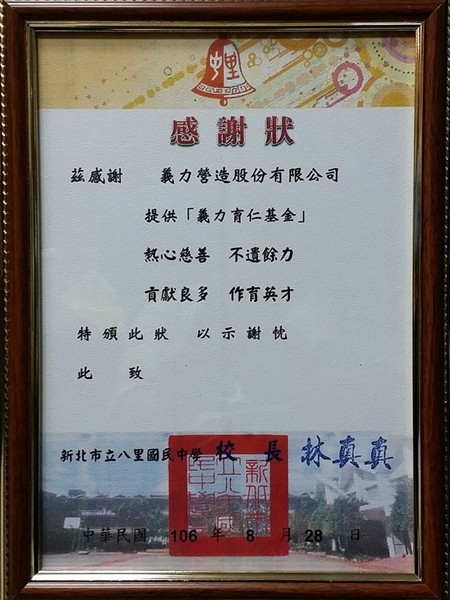 感謝狀
茲感謝 義力營造股份有限公司
提供「義力育仁基金」
熱心慈善 不遺餘力
貢獻良多 作育英才
特頒此狀 以示謝忱
此 致
新北市立八里國民中學 校 長 林真真
中華民國 106 年 8 月 28 日